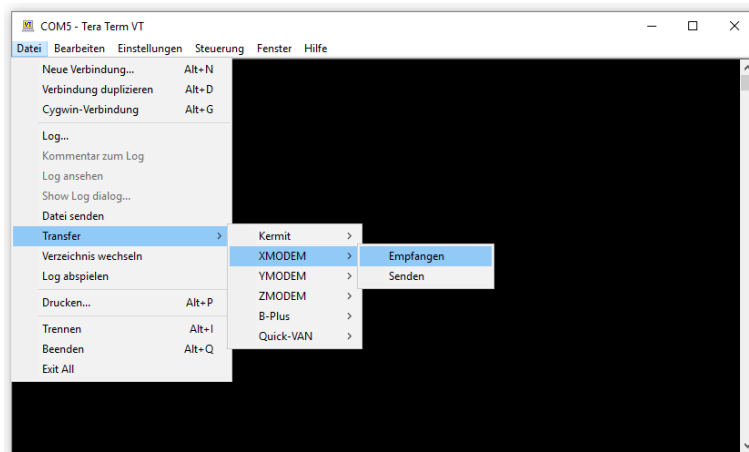 COM5 - Tera Term VT
Datei Bearbeiten Einstellungen Steuerung Fenster Hilfe
Neue Verbindung... Alt+N
Verbindung duplizieren Alt+D
Cygwin-Verbindung Alt+G
Log...
Kommentar zum Log
Log ansehen
Show Log dialog...
Datei senden
Transfer
Verzeichnis wechseln
Log abspielen
Drucken... Alt+P
Trennen Alt+I
Beenden Alt+Q
Exit All
Kermit
XMODEM
YMODEM
ZMODEM
B-Plus
Quick-VAN
Empfangen
Senden